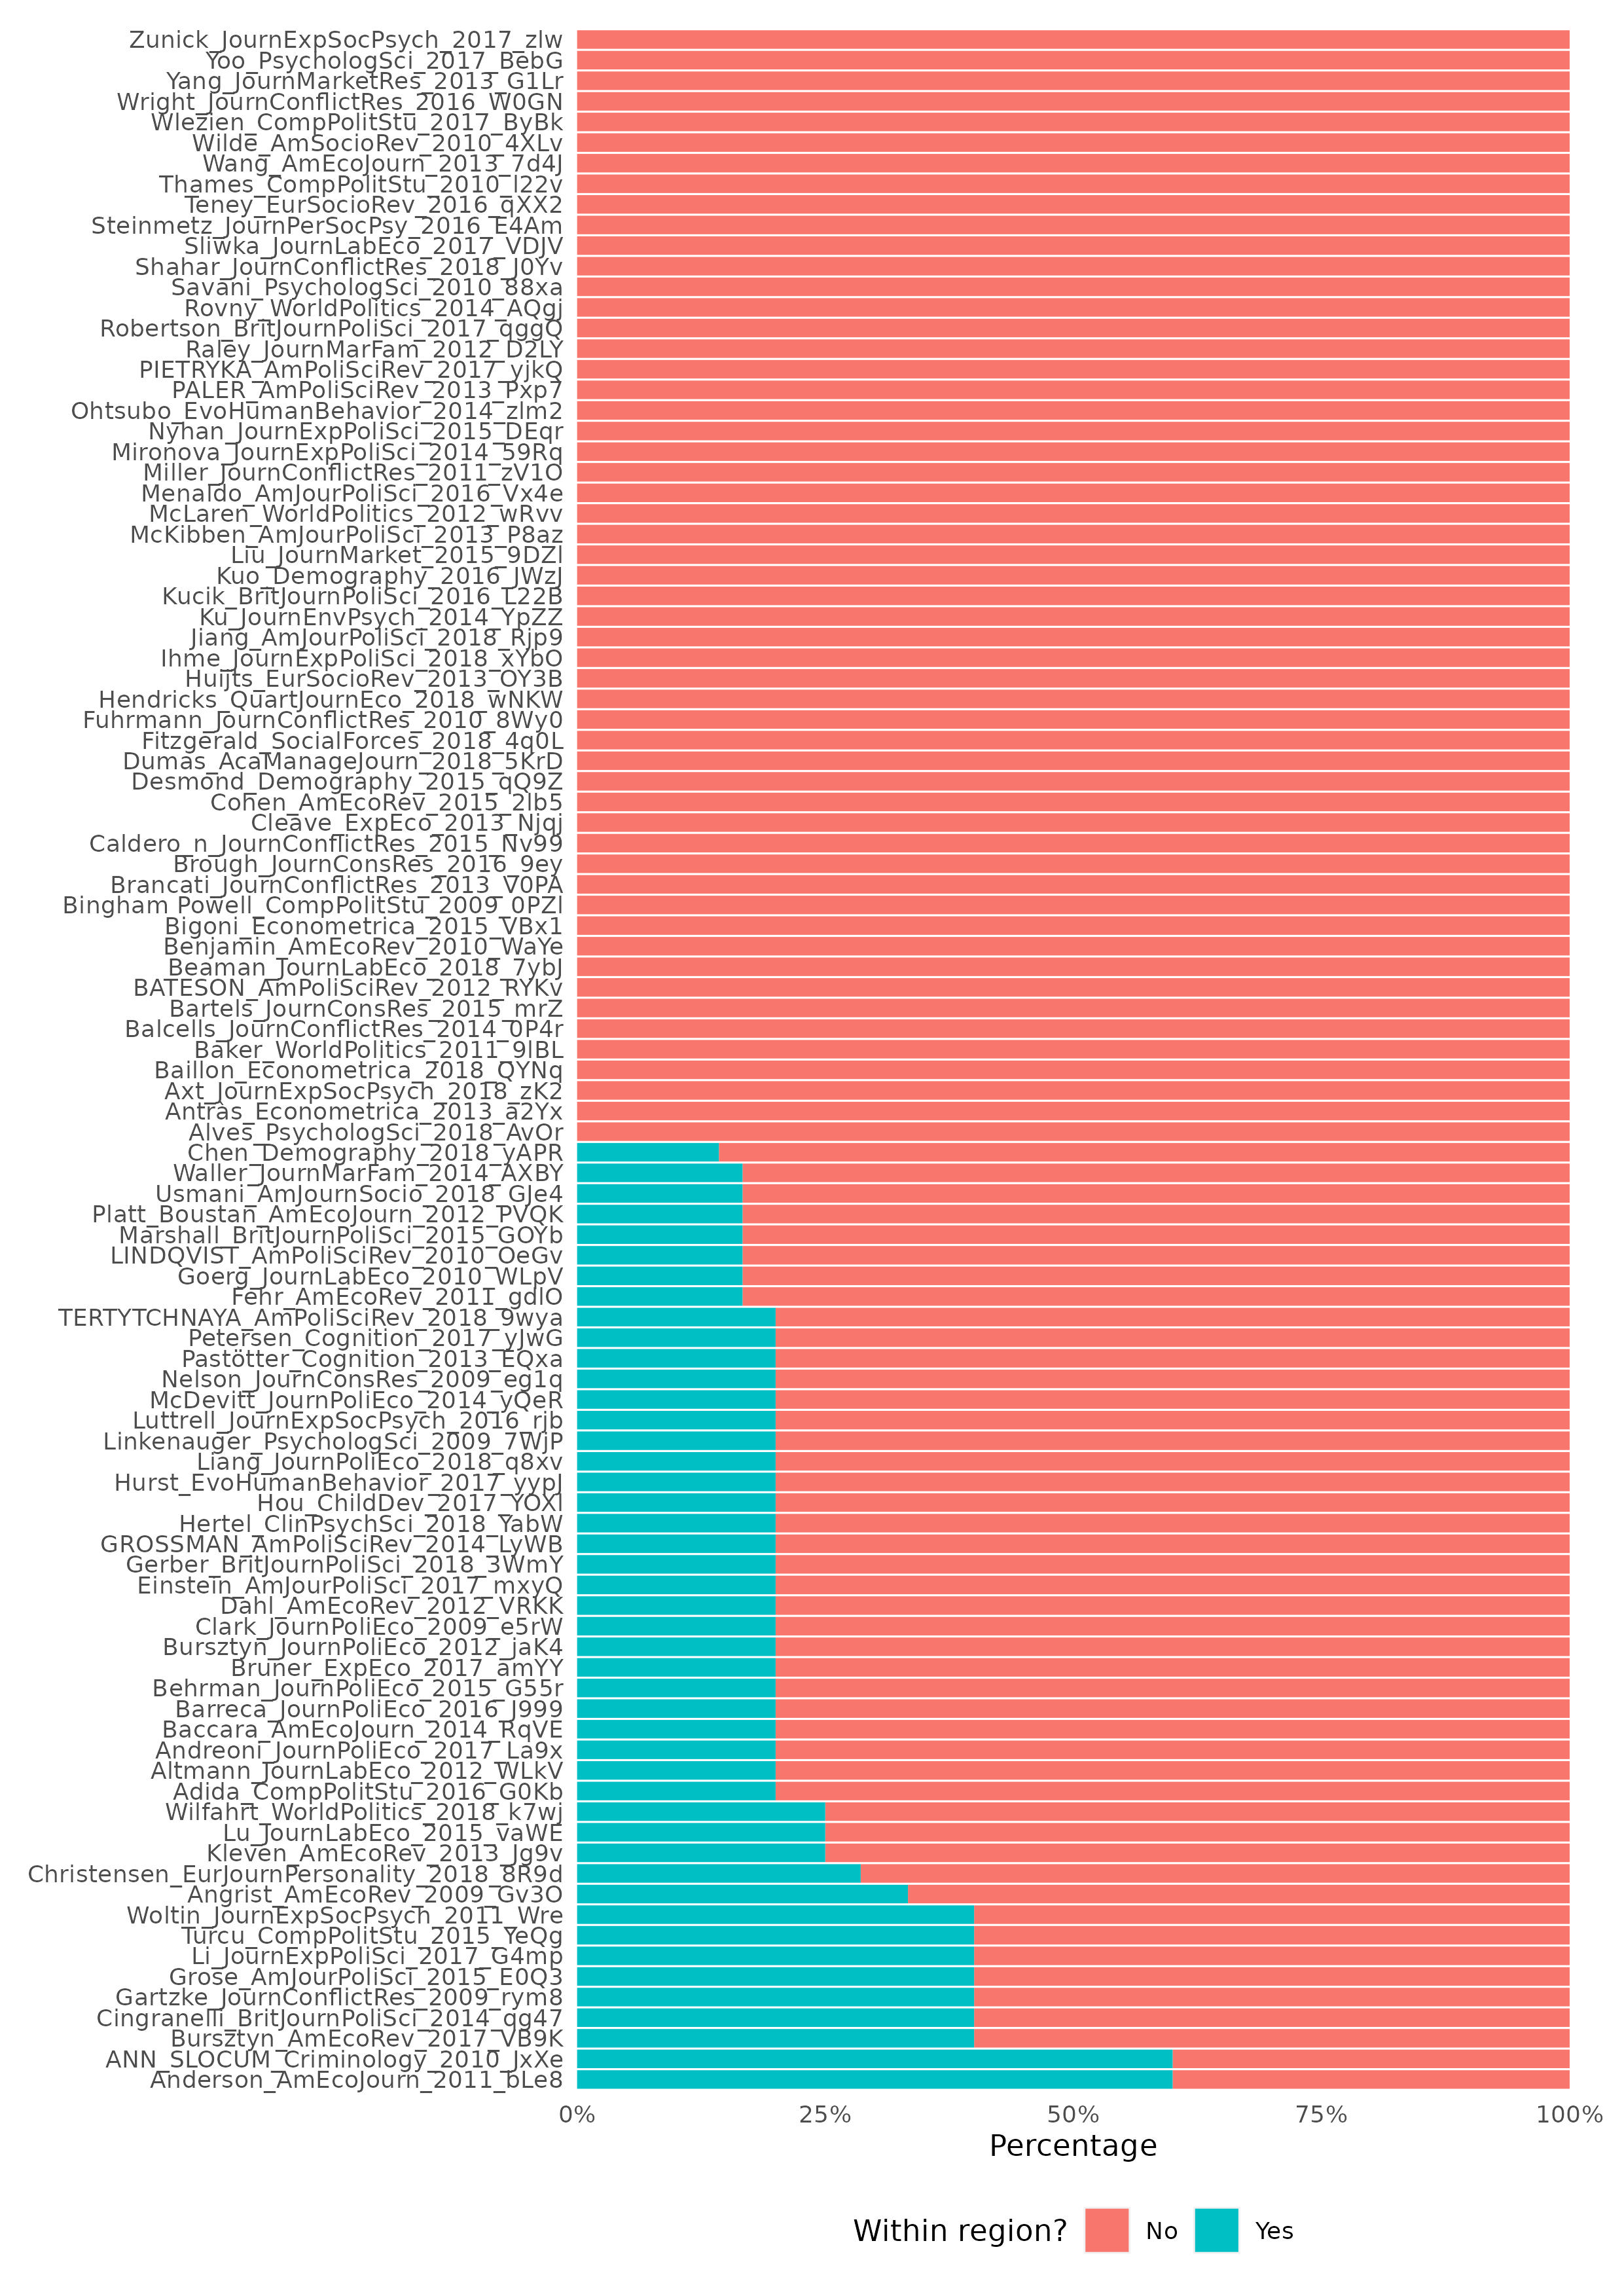 Zunick_JournExpSocPsych_2017_zlw
Yoo_PsychologSci_2017_BebG
Yang_JournMarketRes_2013_G1Lr
Wright_JournConflictRes_2016_W0GN
Wlezien_CompPolitStu_2017_ByBk
Wilde_AmSocioRev_2010_4XLv
Wang_AmEcoJourn_2013_7d4J
Thames_CompPolitStu_2010_l22v
Teney_EurSocioRev_2016_qXX2
Steinmetz_JournPerSocPsy_2016_E4Am
Sliwka_JournLabEco_2017_VDJV
Shahar_JournConflictRes_2018_J0Yv
Savani_PsychologSci_2010_88xa
Rovny_WorldPolitics_2014_AQgj
Robertson_BritJournPoliSci_2017_qggQ
Raley_JournMarFam_2012_D2LY
PIETRYKA_AmPoliSciRev_2017_yjkQ
PALER_AmPoliSciRev_2013_Pxp7
Ohtsubo_EvoHumanBehavior_2014_zlm2
Nyhan_JournExpPoliSci_2015_DEqr
Mironova_JournExpPoliSci_2014_59Rq
Miller_JournConflictRes_2011_zV1O
Menaldo_AmJourPoliSci_2016_Vx4e
McLaren_WorldPolitics_2012_wRvv
McKibben_AmJourPoliSci_2013_P8az
Liu_JournMarket_2015_9DZl
Kuo_Demography_2016_JWzJ
Kucik_BritJournPoliSci_2016_L22B
Ku_JournEnvPsych_2014_YpZZ
Jiang_AmJourPoliSci_2018_Rjp9
Ihme_JournExpPoliSci_2018_xYbO
Huijts_EurSocioRev_2013_OY3B
Hendricks_QuartJournEco_2018_wNKW
Fuhrmann_JournConflictRes_2010_8Wy0
Fitzgerald_SocialForces_2018_4q0L
Dumas_AcaManageJourn_2018_5KrD
Desmond_Demography_2015_qQ9Z
Cohen_AmEcoRev_2015_2lb5
Cleave_ExpEco_2013_Njqj
Caldero_n_JournConflictRes_2015_Nv99
Brough_JournConsRes_2016_9ey
Brancati_JournConflictRes_2013_V0PA
Bingham Powell_CompPolitStu_2009_0PZl
Bigoni_Econometrica_2015_VBx1
Benjamin_AmEcoRev_2010_WaYe
Beaman_JournLabEco_2018_7ybJ
BATESON_AmPoliSciRev_2012_RYKv
Bartels_JournConsRes_2015_mrZ
Balcells_JournConflictRes_2014_0P4r
Baker_WorldPolitics_2011_9lBL
Baillon_Econometrica_2018_QYNq
Axt_JournExpSocPsych_2018_zK2
Antràs_Econometrica_2013_a2Yx
Alves_PsychologSci_2018_AvOr
Chen_Demography_2018_yAPR
Waller_JournMarFam_2014_AXBY
Usmani_AmJournSocio_2018_GJe4
Platt_Boustan_AmEcoJourn_2012_PVQK
Marshall_BritJournPoliSci_2015_GOYb
LINDQVIST_AmPoliSciRev_2010_OeGv
Goerg_JournLabEco_2010_WLpV
Fehr_AmEcoRev_2011_gdlO
TERTYTCHNAYA_AmPoliSciRev_2018_9wya
Petersen_Cognition_2017_yJwG
Pastötter_Cognition_2013_EQxa
Nelson_JournConsRes_2009_eg1q
McDevitt_JournPoliEco_2014_yQeR
Luttrell_JournExpSocPsych_2016_rjb
Linkenauger_PsychologSci_2009_7WjP
Liang_JournPoliEco_2018_q8xv
Hurst_EvoHumanBehavior_2017_yypJ
Hou_ChildDev_2017_YOXl
Hertel_ClinPsychSci_2018_YabW
GROSSMAN_AmPoliSciRev_2014_LyWB
Gerber_BritJournPoliSci_2018_3WmY
Einstein_AmJourPoliSci_2017_mxyQ
Dahl_AmEcoRev_2012_VRKK
Clark_JournPoliEco_2009_e5rW
Bursztyn_JournPoliEco_2012_jaK4
Bruner_ExpEco_2017_amYY
Behrman_JournPoliEco_2015_G55r
Barreca_JournPoliEco_2016_J999
Baccara_AmEcoJourn_2014_RqVE
Andreoni_JournPoliEco_2017_La9x
Altmann_JournLabEco_2012_WLkV
Adida_CompPolitStu_2016_G0Kb
Wilfahrt_WorldPolitics_2018_k7wj
Lu_JournLabEco_2015_vaWE
Kleven_AmEcoRev_2013_Jg9v
Christensen_EurJournPersonality_2018_8R9d
Angrist_AmEcoRev_2009_Gv3O
Woltin_JournExpSocPsych_2011_Wre
Turcu_CompPolitStu_2015_YeQg
Li_JournExpPoliSci_2017_G4mp
Grose_AmJourPoliSci_2015_E0Q3
Gartzke_JournConflictRes_2009_rym8
Cingranelli_BritJournPoliSci_2014_qg47
Bursztyn_AmEcoRev_2017_VB9K
ANN_SLOCUM_Criminology_2010_JxXe
Anderson_AmEcoJourn_2011_bLe8
0% 25% 50% 75% 100%
Percentage
Within region? No Yes